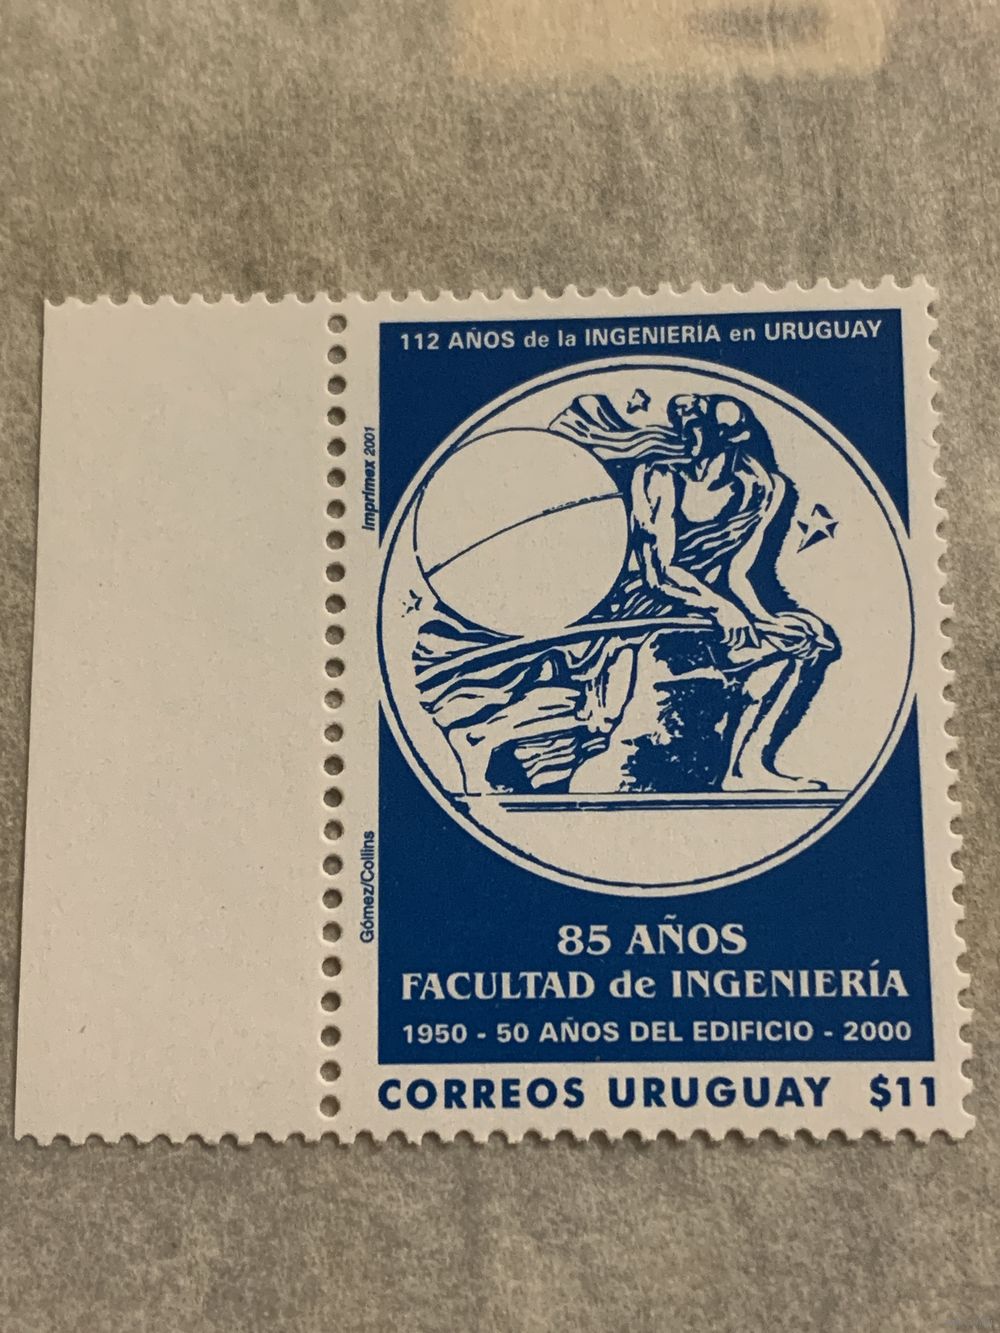 112 AÑOS de la INGENIERÍA en URUGUAY
Imprimex 2001
Gómez/Collins
85 AÑOS
FACULTAD de INGENIERÍA
1950 - 50 AÑOS DEL EDIFICIO - 2000
CORREOS URUGUAY $11